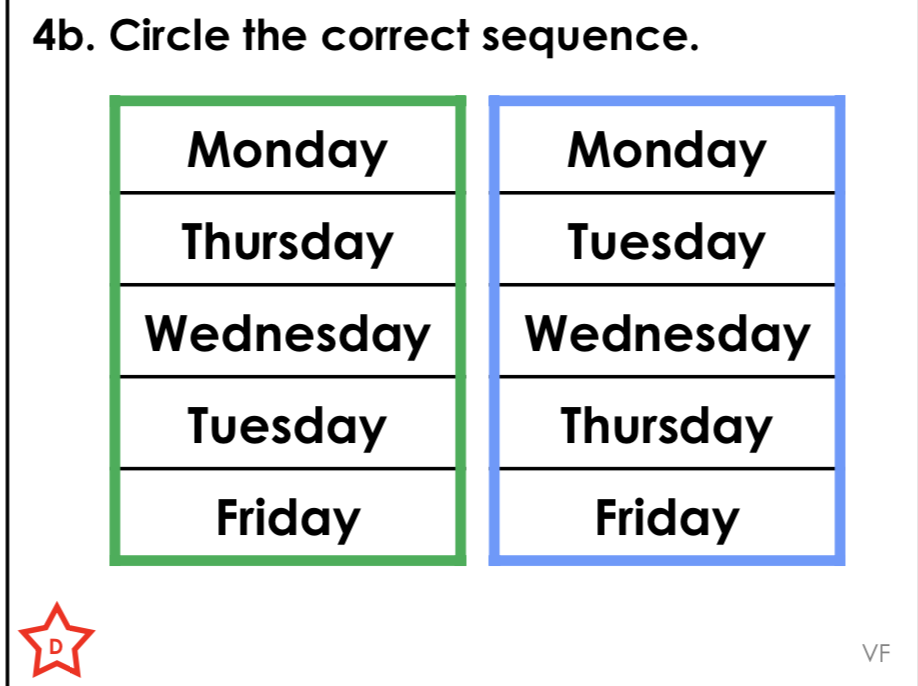 4b. Circle the correct sequence.
Monday
Thursday
Wednesday
Tuesday
Friday
Monday
Tuesday
Wednesday
Thursday
Friday
D
VF